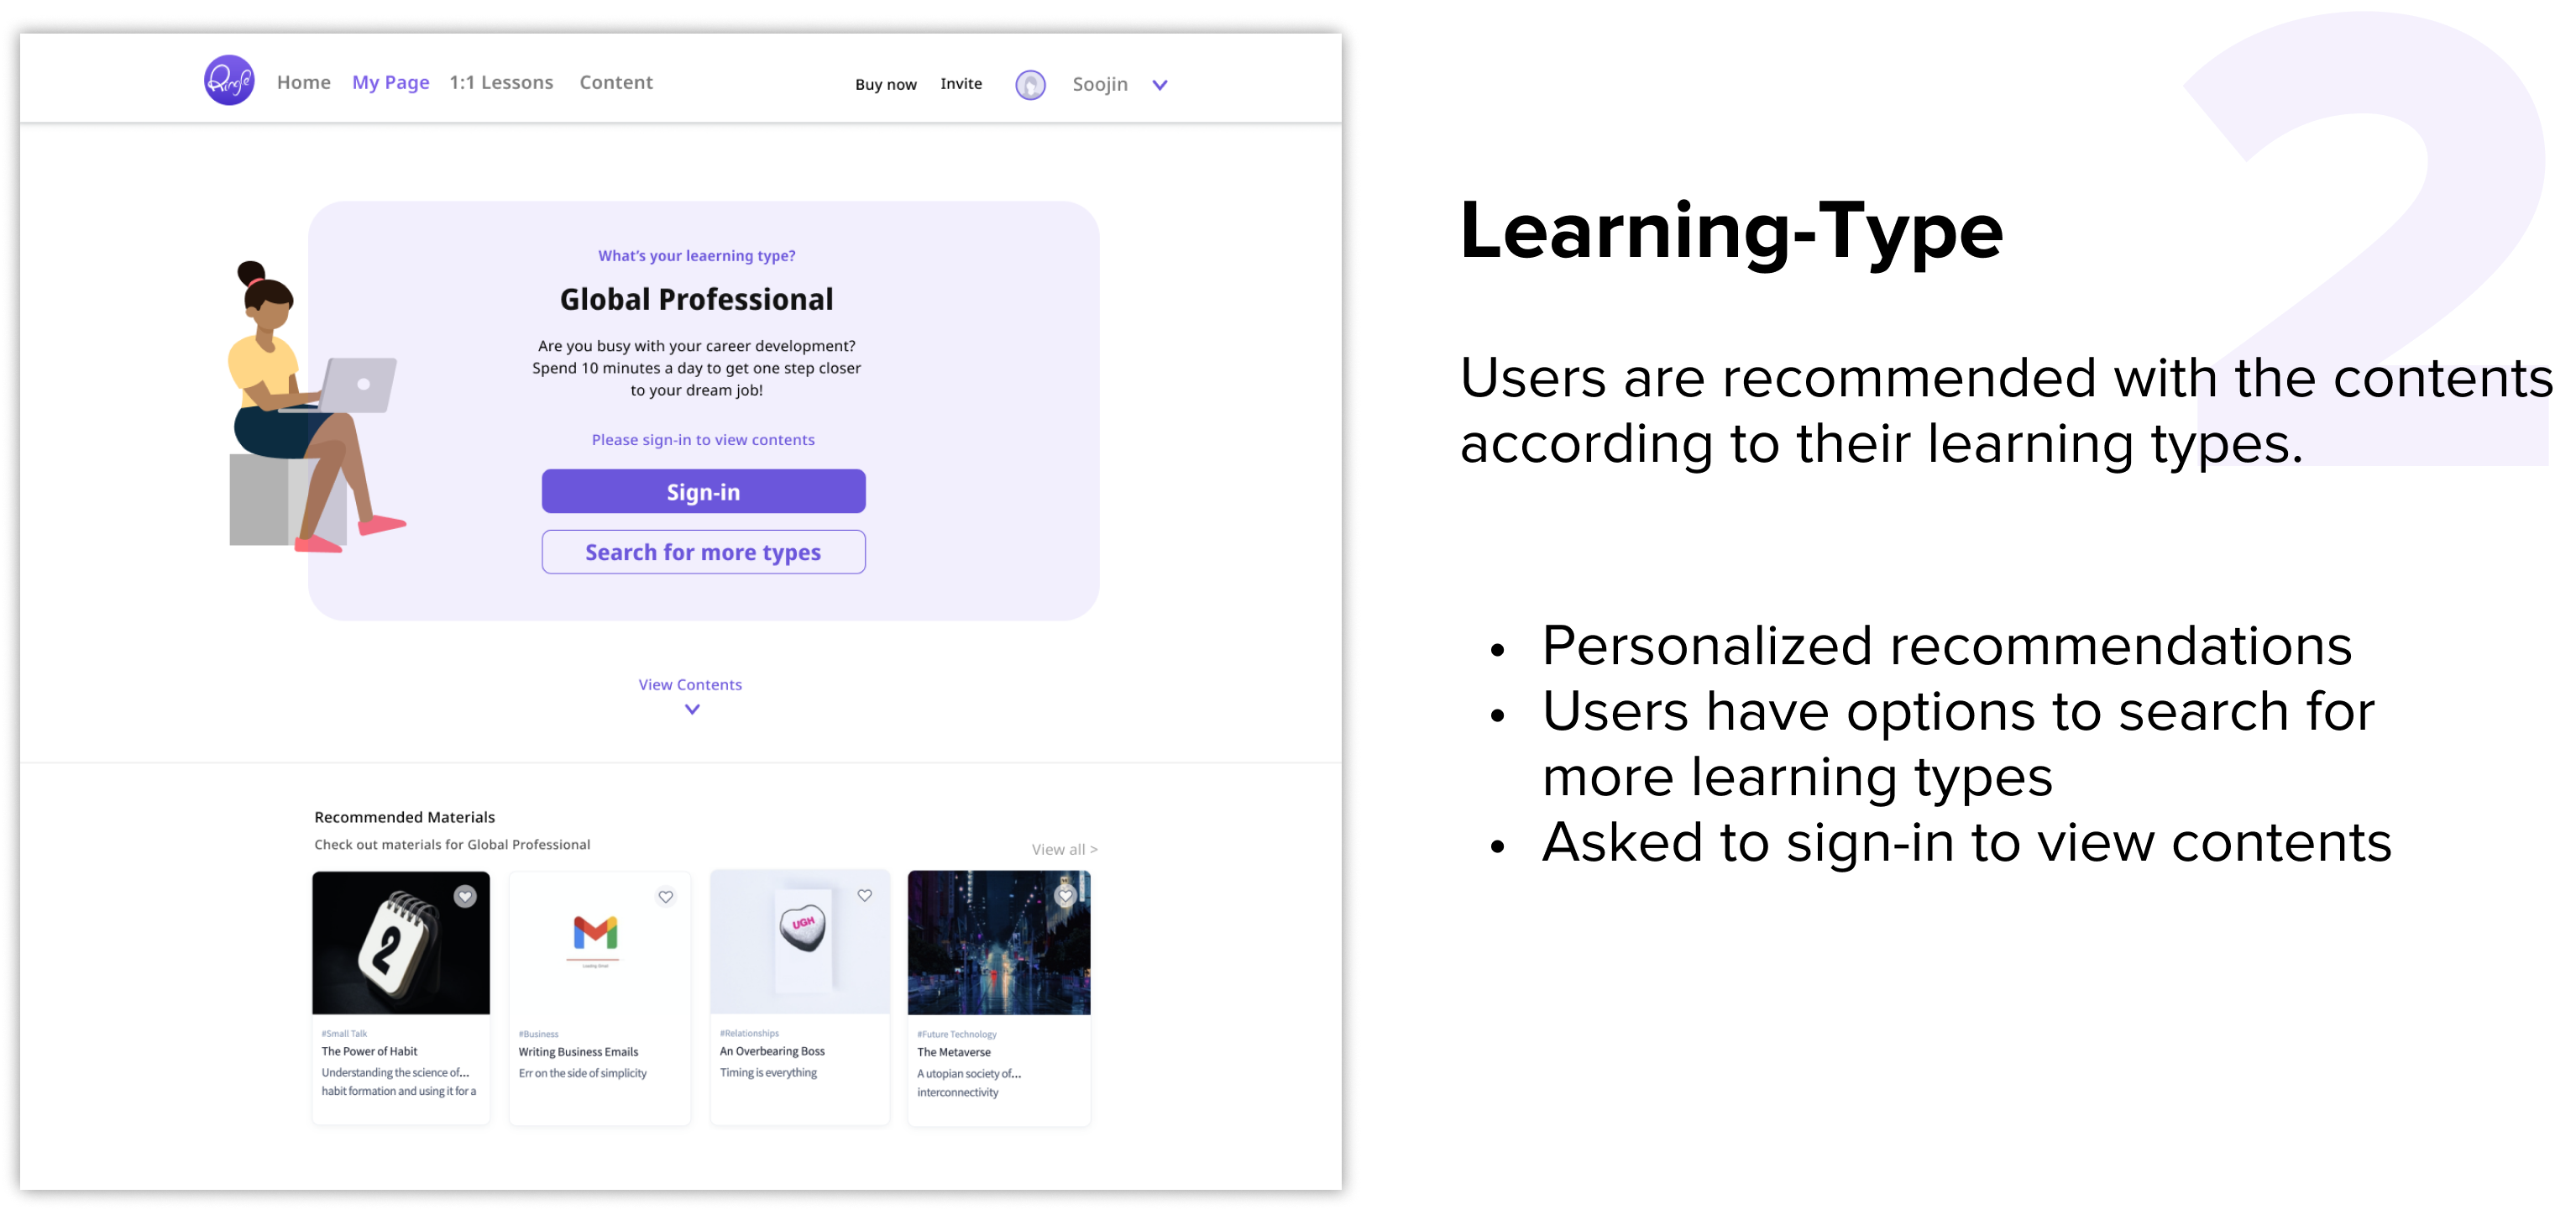 Ringle
Home My Page 1:1 Lessons Content
Buy now Invite Soojin
What's your leaerning type?
Global Professional
Are you busy with your career development?
Spend 10 minutes a day to get one step closer
to your dream job!
Please sign-in to view contents
Sign-in
Search for more types
View Contents
Recommended Materials
Check out materials for Global Professional
View all >
2
#Small Talk
The Power of Habit
Understanding the science of...
habit formation and using it for a
Loading Gmail
#Business
Writing Business Emails
Err on the side of simplicity
UGH
#Relationships
An Overbearing Boss
Timing is everything
#Future Technology
The Metaverse
A utopian society of...
interconnectivity
2
Learning-Type
Users are recommended with the contents
according to their learning types.
• Personalized recommendations
• Users have options to search for
more learning types
• Asked to sign-in to view contents